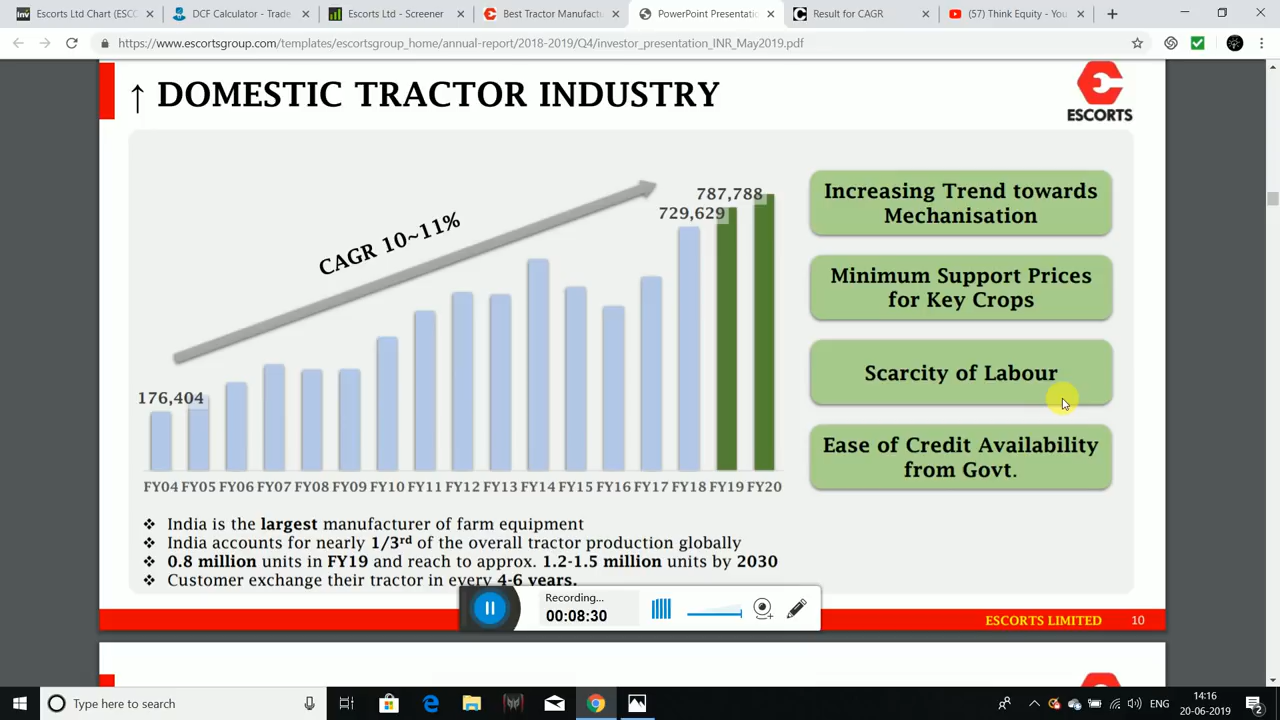 Escorts Ltd Chart (ESC
DCF Calculator - Trade
Escorts Ltd - Screener
Best Tractor Manufactu
PowerPoint Presentatio
Result for CAGR
(57) Think Equity - You
https://www.escortsgroup.com/templates/escortsgroup_home/annual-report/2018-2019/Q4/investor_presentation_INR_May2019.pdf
↑ DOMESTIC TRACTOR INDUSTRY
ESCORTS
CAGR 10~11%
176,404
729,629
787,788
FY04 FY05 FY06 FY07 FY08 FY09 FY10 FY11 FY12 FY13 FY14 FY15 FY16 FY17 FY18 FY19 FY20
Increasing Trend towards
Mechanisation
Minimum Support Prices
for Key Crops
Scarcity of Labour
Ease of Credit Availability
from Govt.
❖ India is the largest manufacturer of farm equipment
❖ India accounts for nearly 1/3rd of the overall tractor production globally
❖ 0.8 million units in FY19 and reach to approx. 1.2-1.5 million units by 2030
❖ Customer exchange their tractor in every 4-6 years.
Recording...
00:08:30
ESCORTS LIMITED 10
Type here to search
ENG
14:16
20-06-2019
2